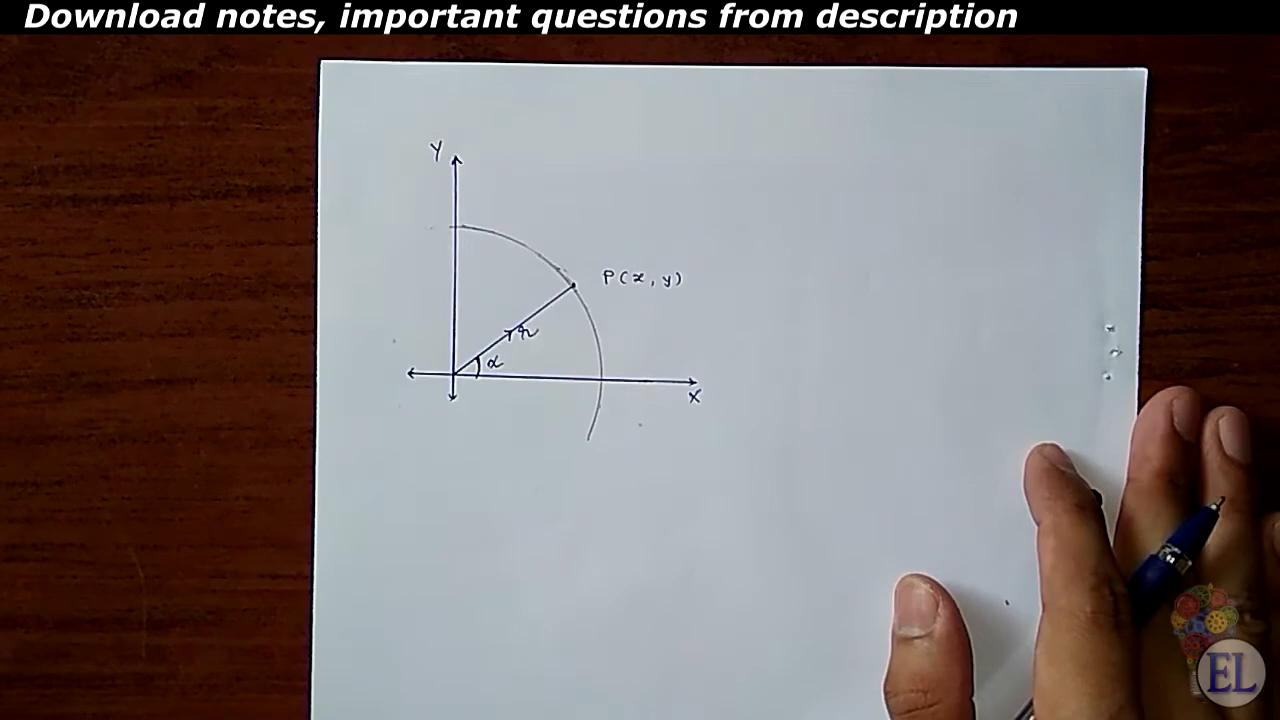 Download notes, important questions from description
Y
P(x, y)
r
α
X
EL